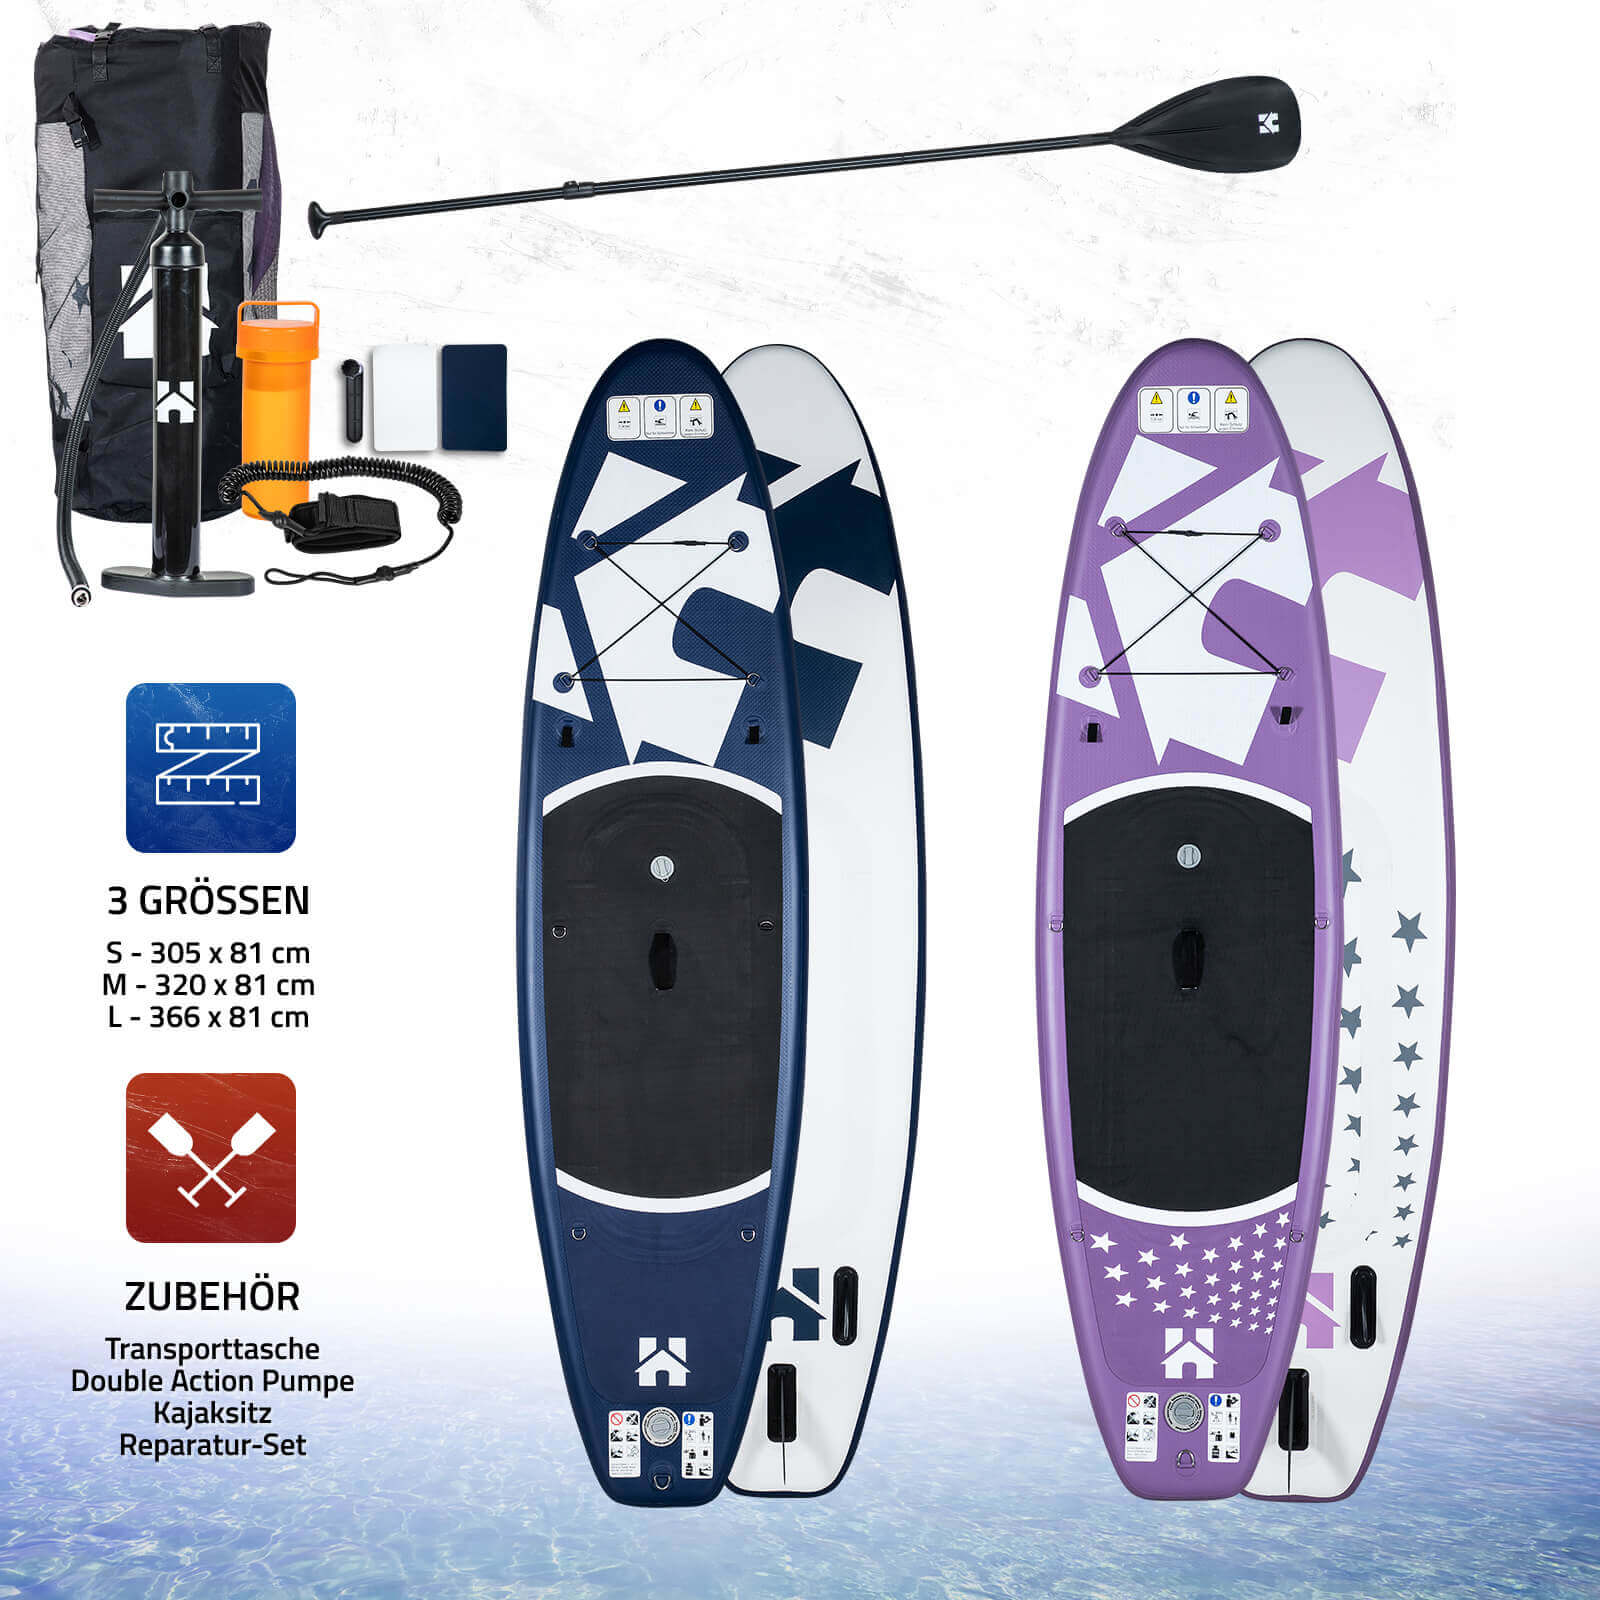 3 GRÖSSEN
S - 305 x 81 cm
M - 320 x 81 cm
L - 366 x 81 cm
ZUBEHÖR
Transporttasche
Double Action Pumpe
Kajaksitz
Reparatur-Set